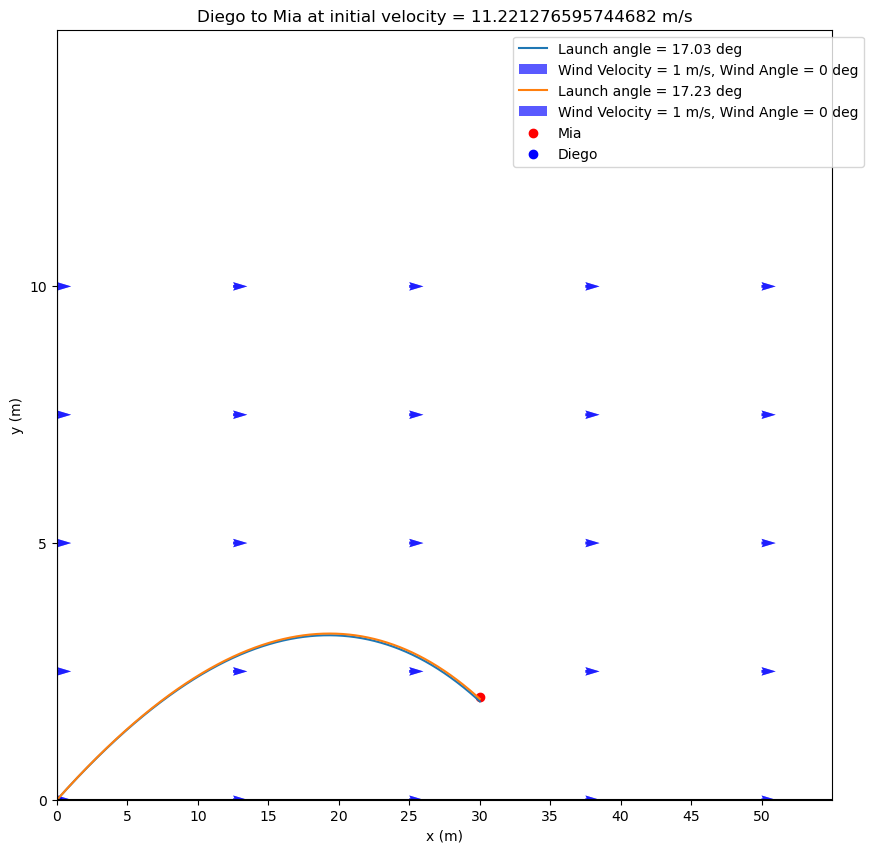 Diego to Mia at initial velocity = 11.221276595744682 m/s
Launch angle = 17.03 deg
Wind Velocity = 1 m/s, Wind Angle = 0 deg
Launch angle = 17.23 deg
Wind Velocity = 1 m/s, Wind Angle = 0 deg
Mia
Diego
10
5
0
y (m)
0 5 10 15 20 25 30 35 40 45 50
x (m)